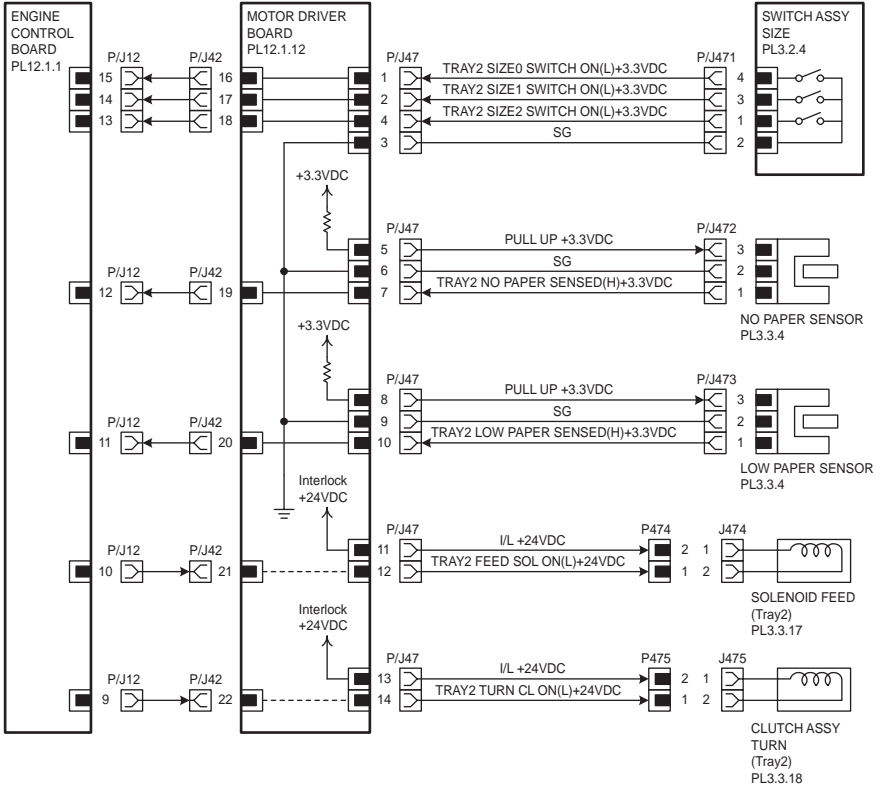 ENGINE
CONTROL
BOARD
PL12.1.1
MOTOR DRIVER
BOARD
PL12.1.12
SWITCH ASSY
SIZE
PL3.2.4
P/J12 P/J42 P/J47 P/J471
15 16 1 TRAY2 SIZE0 SWITCH ON(L)+3.3VDC 4
14 17 2 TRAY2 SIZE1 SWITCH ON(L)+3.3VDC 3
13 18 4 TRAY2 SIZE2 SWITCH ON(L)+3.3VDC 1
3 SG 2
+3.3VDC
P/J47 P/J472
5 PULL UP +3.3VDC 3
6 SG 2
P/J12 P/J42
12 19 7 TRAY2 NO PAPER SENSED(H)+3.3VDC 1
NO PAPER SENSOR
PL3.3.4
+3.3VDC
P/J47 P/J473
8 PULL UP +3.3VDC 3
9 SG 2
P/J12 P/J42
11 20 10 TRAY2 LOW PAPER SENSED(H)+3.3VDC 1
LOW PAPER SENSOR
PL3.3.4
Interlock
+24VDC
P/J47 P474 J474
11 I/L +24VDC 2 1
P/J12 P/J42
10 21 12 TRAY2 FEED SOL ON(L)+24VDC 1 2
SOLENOID FEED
(Tray2)
PL3.3.17
Interlock
+24VDC
P/J47 P475 J475
13 I/L +24VDC 2 1
P/J12 P/J42
9 22 14 TRAY2 TURN CL ON(L)+24VDC 1 2
CLUTCH ASSY
TURN
(Tray2)
PL3.3.18